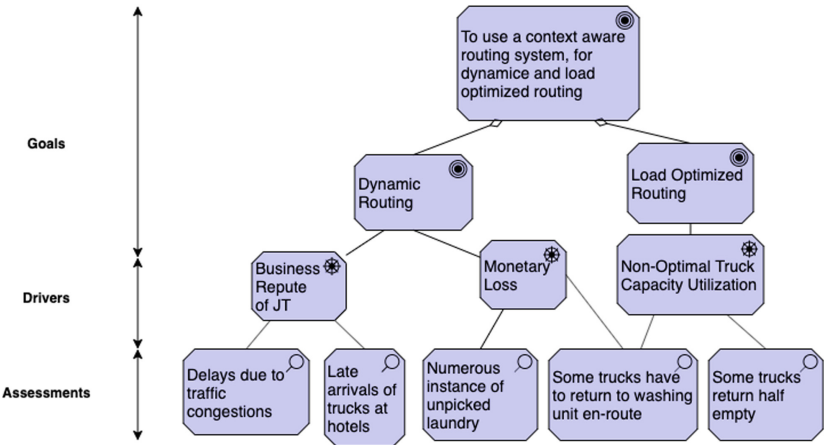 To use a context aware
routing system, for
dynamice and load
optimized routing
Goals
Dynamic
Routing
Load Optimized
Routing
Drivers
Business
Repute
of JT
Monetary
Loss
Non-Optimal Truck
Capacity Utilization
Assessments
Delays due to
traffic
congestions
Late
arrivals of
trucks at
hotels
Numerous
instance of
unpicked
laundry
Some trucks have
to return to washing
unit en-route
Some trucks
return half
empty